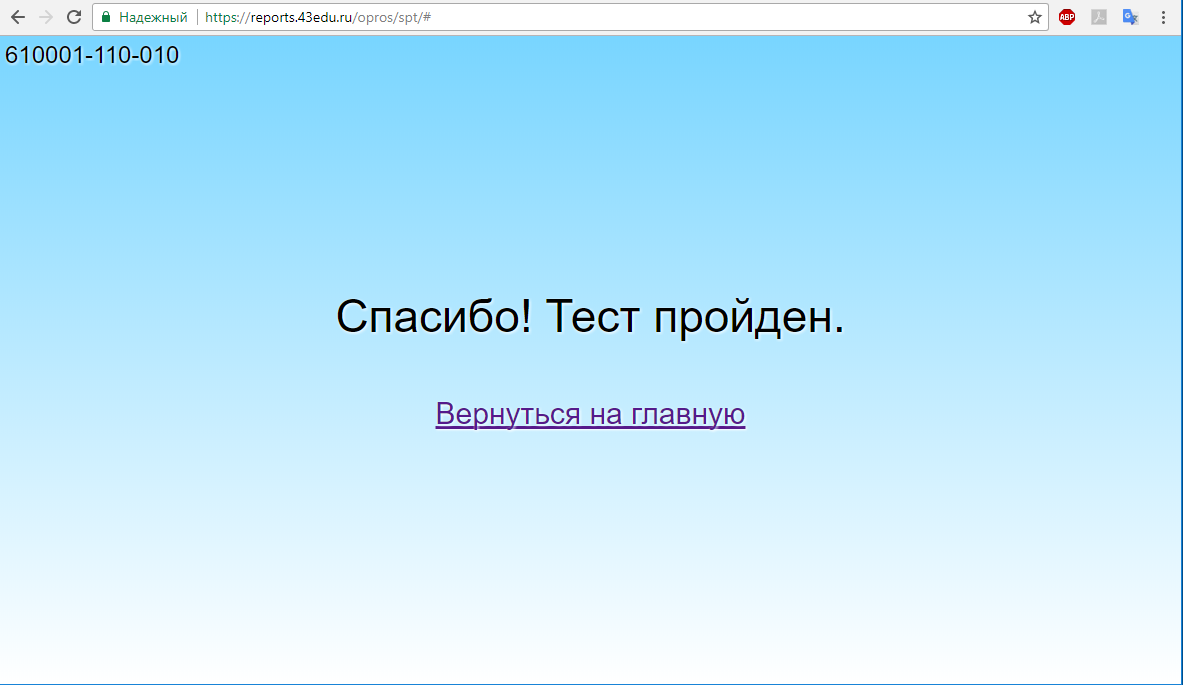 Надежный https://reports.43edu.ru/opros/spt/# ABP
610001-110-010
Спасибо! Тест пройден.
Вернуться на главную